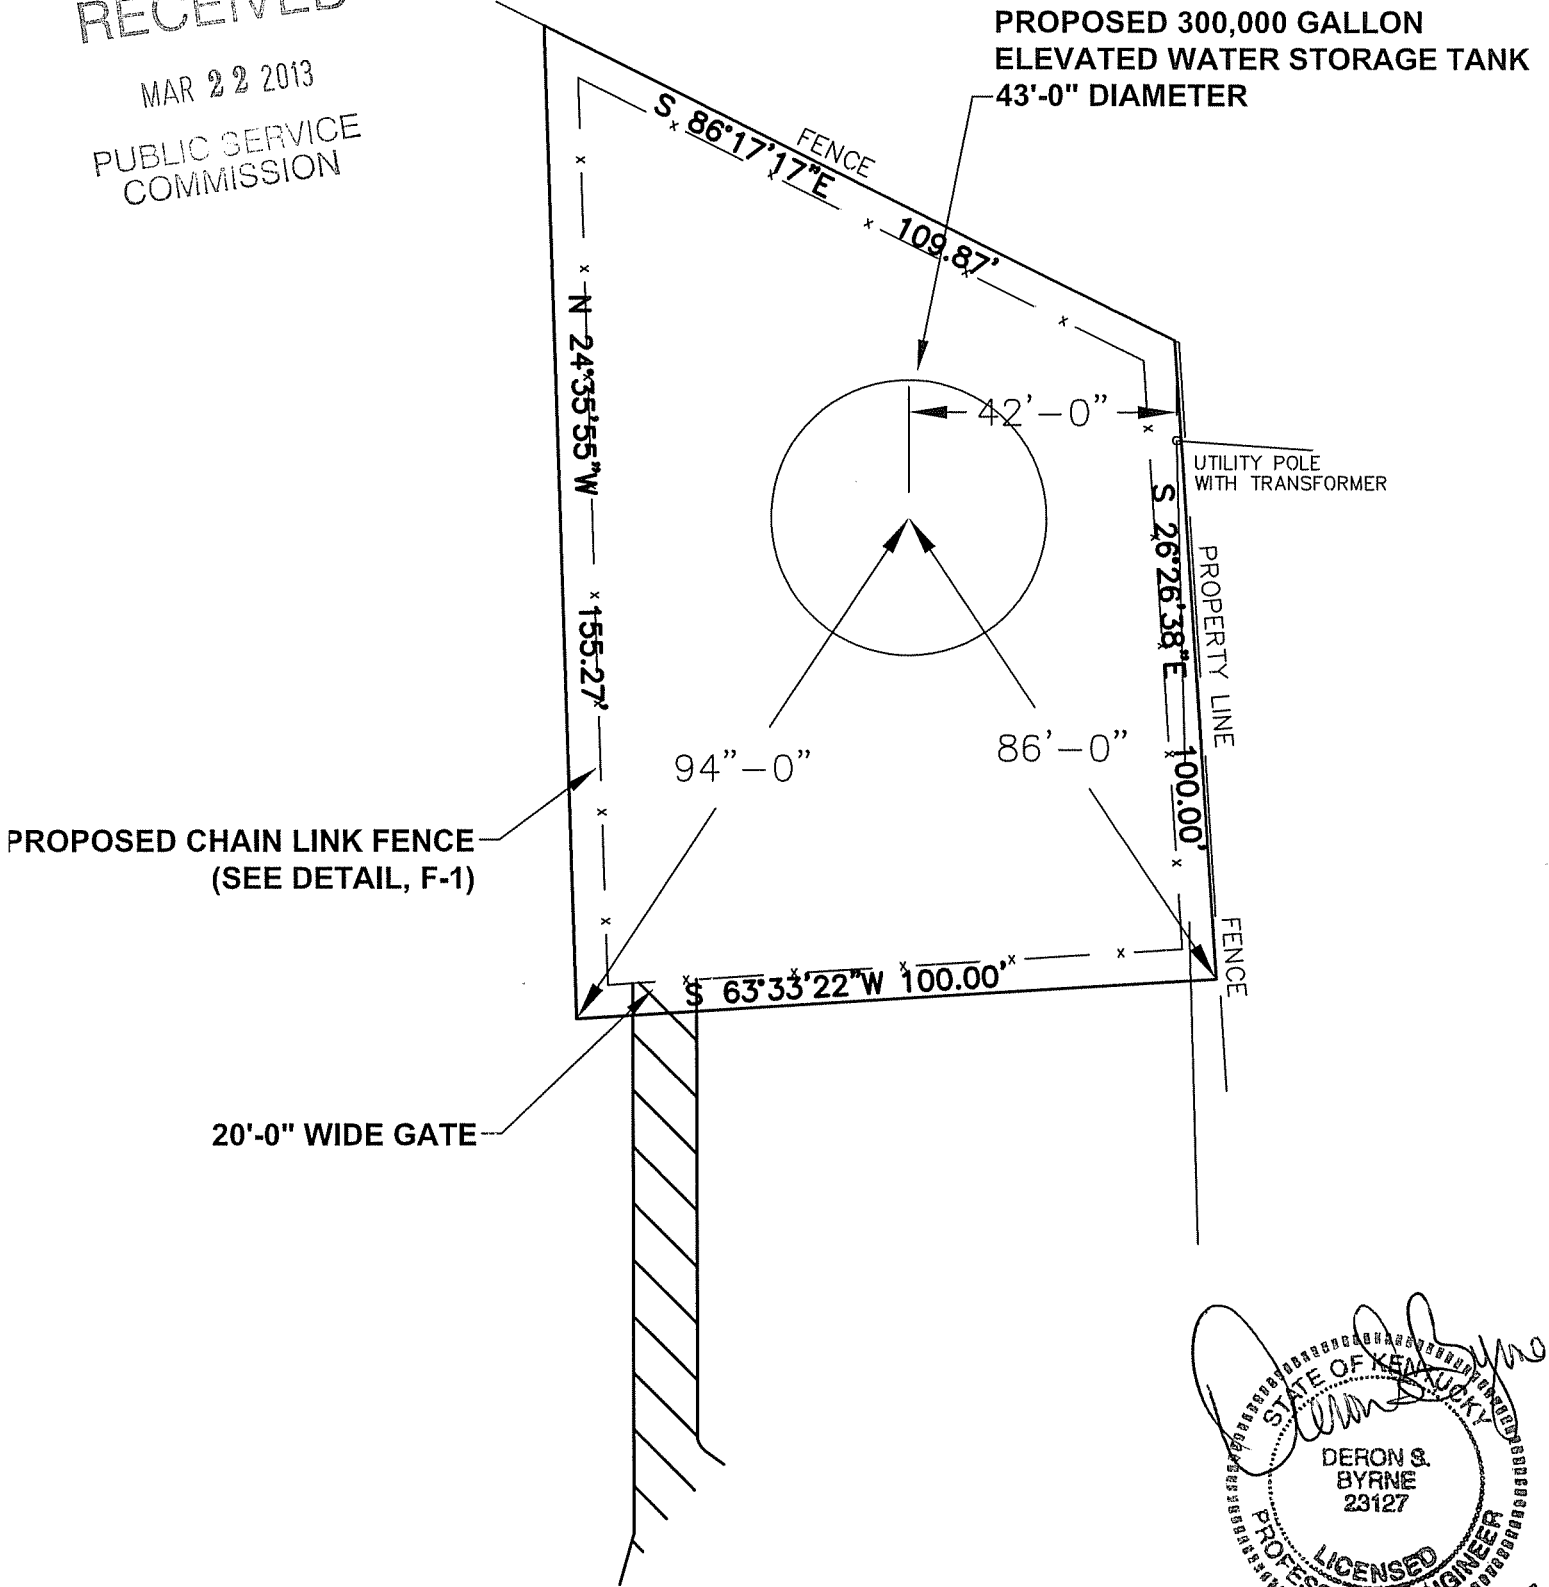 RECEIVED
MAR 22 2013
PUBLIC SERVICE
COMMISSION
PROPOSED 300,000 GALLON
ELEVATED WATER STORAGE TANK
43'-0" DIAMETER
S 86°17'17"E 109.87'
FENCE
N 24°35'55"W 155.27'
42'-0"
UTILITY POLE
WITH TRANSFORMER
S 26°26'38"E 100.00'
PROPERTY LINE
94"-0"
86'-0"
PROPOSED CHAIN LINK FENCE
(SEE DETAIL, F-1)
FENCE
S 63°33'22"W 100.00'
20'-0" WIDE GATE
Deron S Byrne
STATE OF KENTUCKY
DERON S.
BYRNE
23127
LICENSED